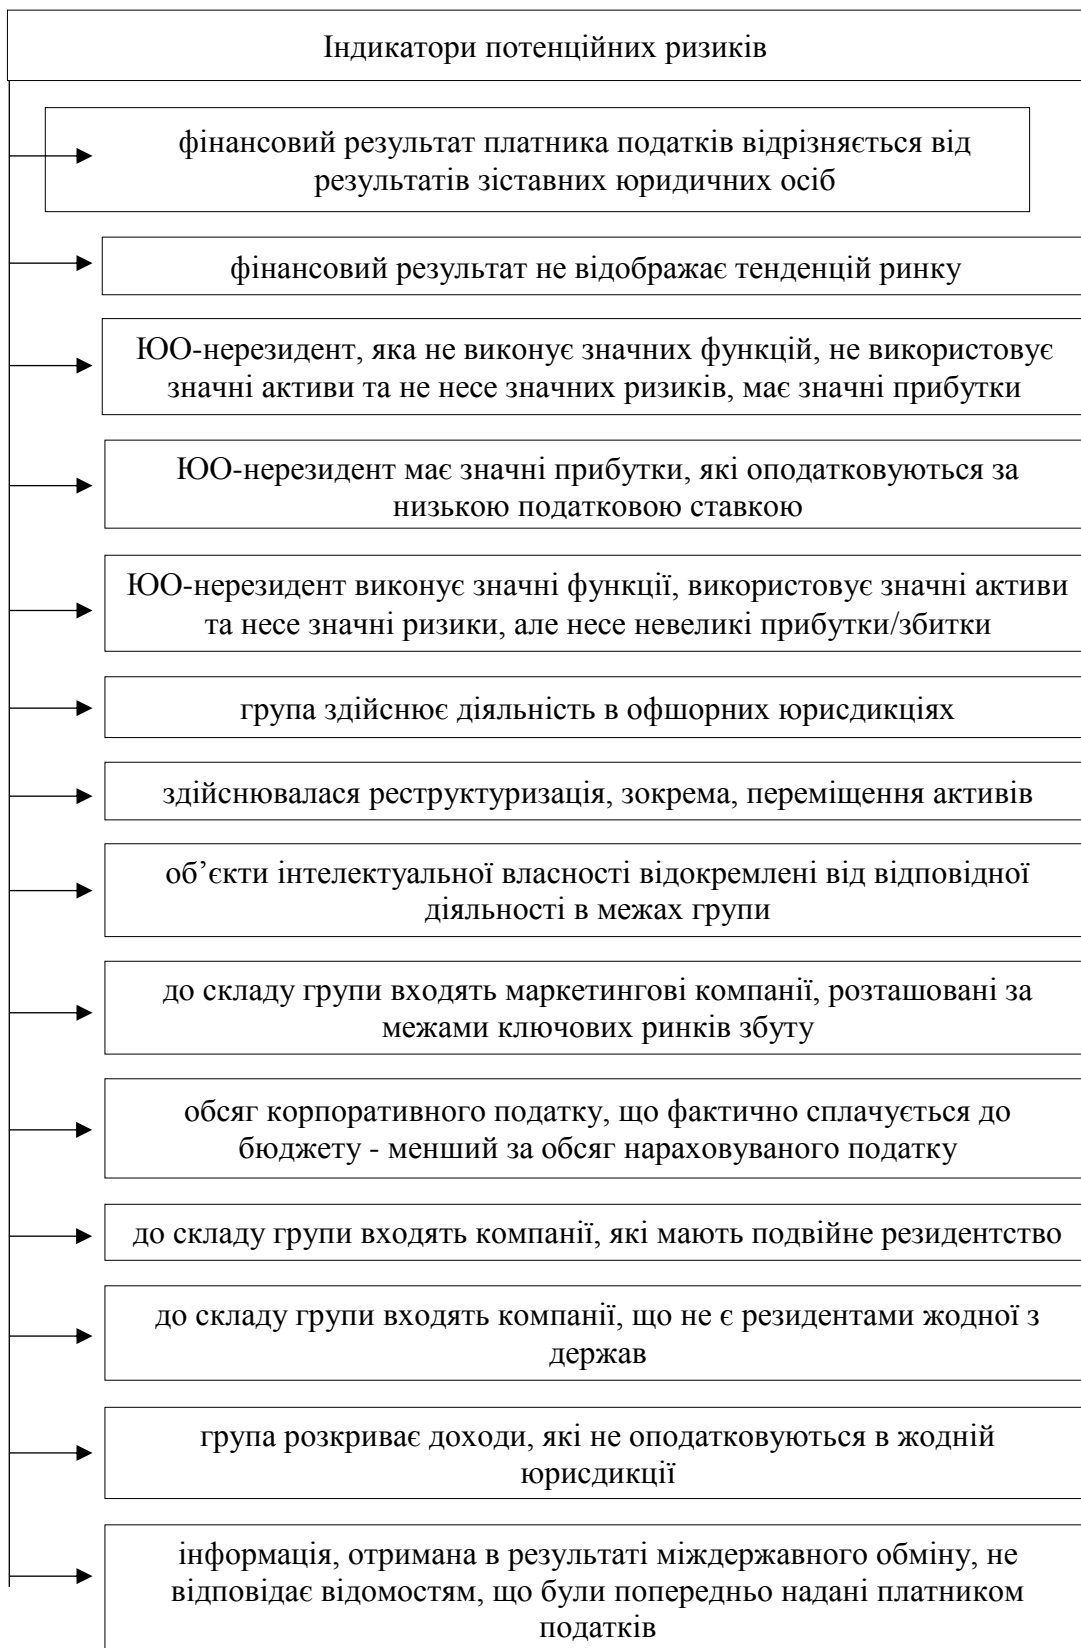 Індикатори потенційних ризиків
фінансовий результат платника податків відрізняється від
результатів зіставних юридичних осіб
фінансовий результат не відображає тенденцій ринку
ЮО-нерезидент, яка не виконує значних функцій, не використовує
значні активи та не несе значних ризиків, має значні прибутки
ЮО-нерезидент має значні прибутки, які оподатковуються за
низькою податковою ставкою
ЮО-нерезидент виконує значні функції, використовує значні активи
та несе значні ризики, але несе невеликі прибутки/збитки
група здійснює діяльність в офшорних юрисдикціях
здійснювалася реструктуризація, зокрема, переміщення активів
об’єкти інтелектуальної власності відокремлені від відповідної
діяльності в межах групи
до складу групи входять маркетингові компанії, розташовані за
межами ключових ринків збуту
обсяг корпоративного податку, що фактично сплачується до
бюджету - менший за обсяг нараховуваного податку
до складу групи входять компанії, які мають подвійне резидентство
до складу групи входять компанії, що не є резидентами жодної з
держав
група розкриває доходи, які не оподатковуються в жодній
юрисдикції
інформація, отримана в результаті міждержавного обміну, не
відповідає відомостям, що були попередньо надані платником
податків